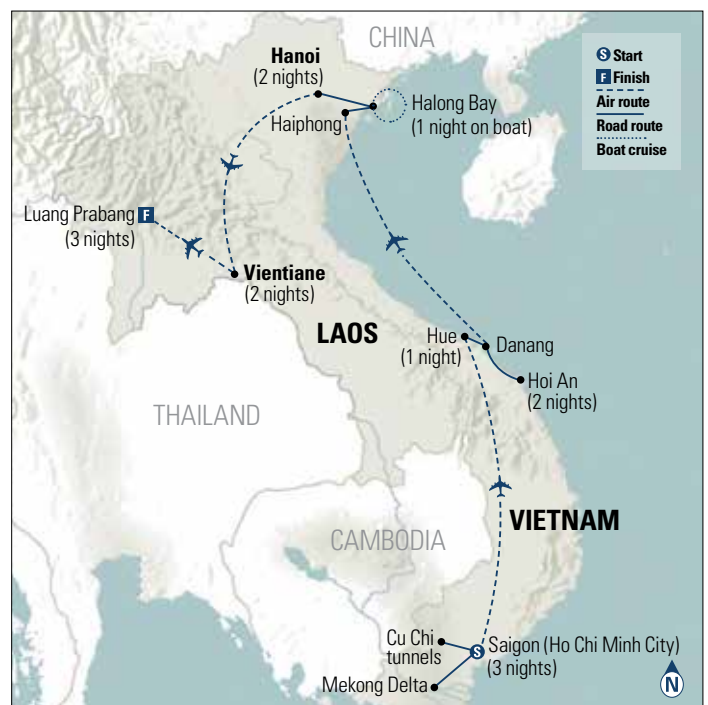 CHINA
S Start
F Finish
Air route
Road route
Boat cruise
Hanoi
(2 nights)
Halong Bay
(1 night on boat)
Haiphong
Luang Prabang F
(3 nights)
Vientiane
(2 nights)
LAOS
Hue
(1 night)
Danang
Hoi An
(2 nights)
THAILAND
VIETNAM
CAMBODIA
Cu Chi
tunnels
S Saigon (Ho Chi Minh City)
(3 nights)
Mekong Delta
N